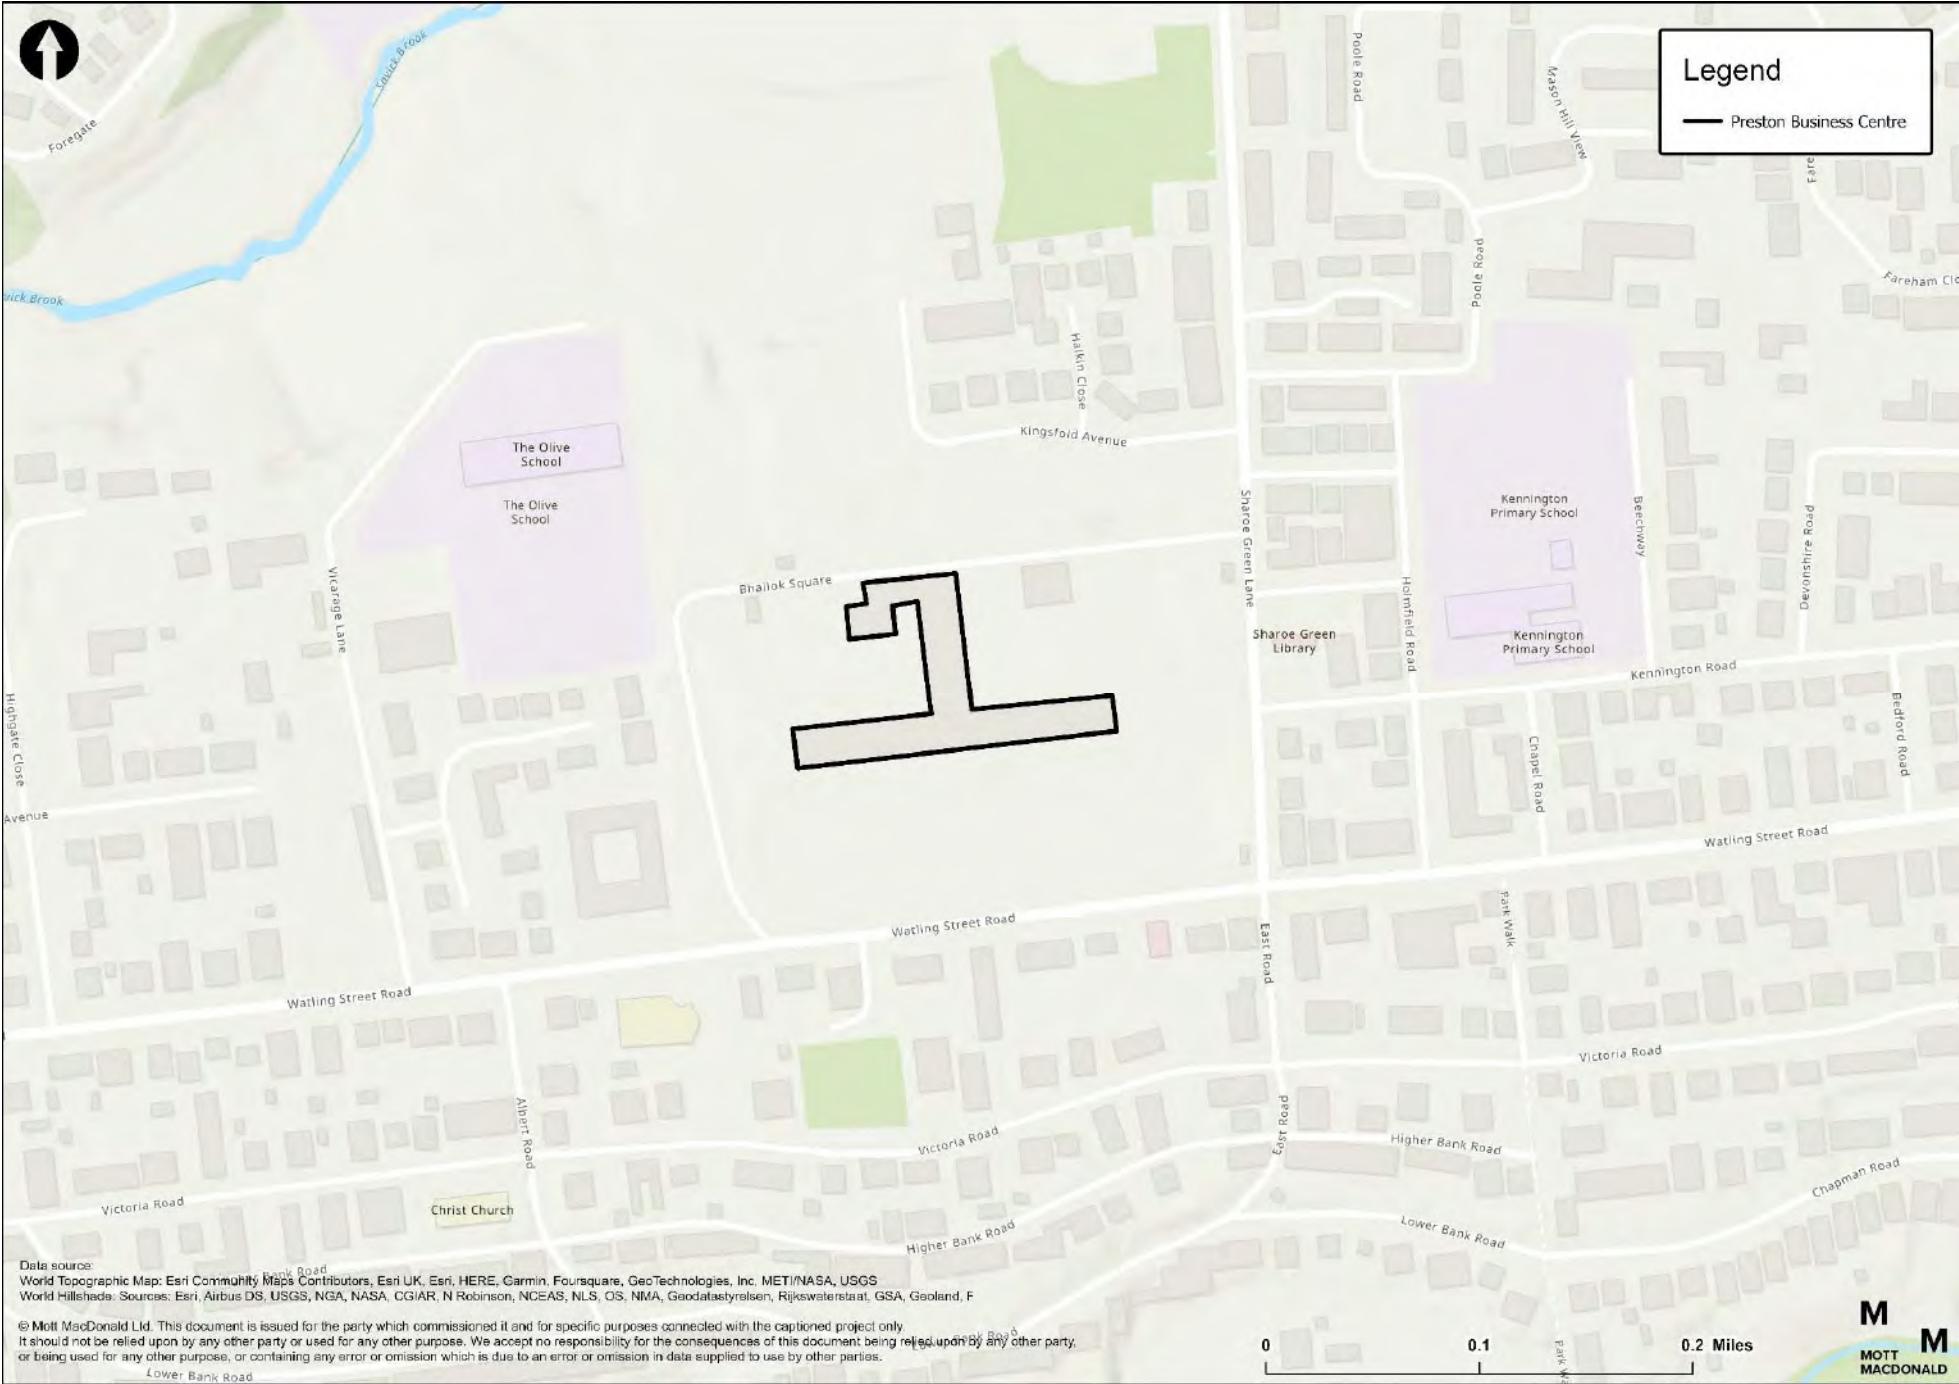 Legend
Preston Business Centre
Foregate
Savick Brook
Poole Road
Mason Hill View
Fare
vick Brook
Poole Road
Fareham Clo
Halkin Close
Kingsfold Avenue
The Olive
School
The Olive
School
Kennington
Primary School
Sharoe Green Lane
Beechway
Devonshire Road
Vicarage Lane
Bhailok Square
Holmfield Road
Sharoe Green
Library
Kennington
Primary School
Kennington Road
Highgate Close
Bedford Road
Chapel Road
Avenue
Watling Street Road
Watling Street Road
Park Walk
East Road
Watling Street Road
Victoria Road
Albert Road
East Road
Victoria Road
Higher Bank Road
Chapman Road
Victoria Road
Christ Church
Higher Bank Road
Lower Bank Road
Bank Road
Data source:
World Topographic Map: Esri Community Maps Contributors, Esri UK, Esri, HERE, Garmin, Foursquare, GeoTechnologies, Inc, METI/NASA, USGS
World Hillshade: Sources: Esri, Airbus DS, USGS, NGA, NASA, CGIAR, N Robinson, NCEAS, NLS, OS, NMA, Geodatastyrelsen, Rijkswaterstaat, GSA, Geoland, F
© Mott MacDonald Ltd. This document is issued for the party which commissioned it and for specific purposes connected with the captioned project only.
It should not be relied upon by any other party or used for any other purpose. We accept no responsibility for the consequences of this document being relied upon by any other party,
or being used for any other purpose, or containing any error or omission which is due to an error or omission in data supplied to use by other parties.
Bank Road
Lower Bank Road
0 0.1 0.2 Miles
Park Wa
M
M
MOTT
MACDONALD